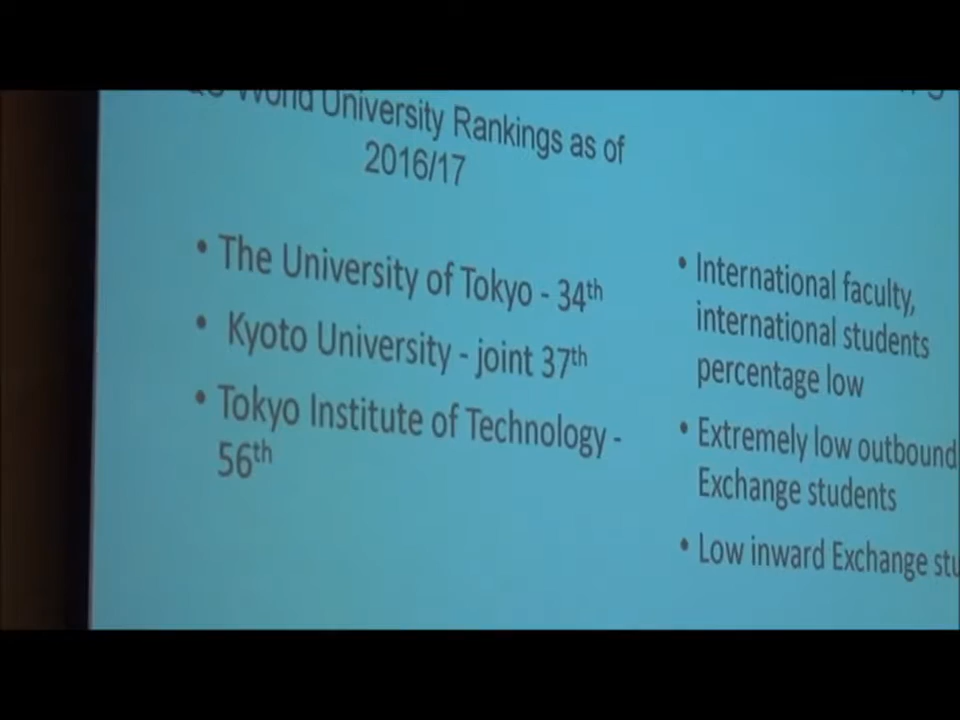 World University Rankings as of
2016/17
• The University of Tokyo - 34th
• Kyoto University - joint 37th
• Tokyo Institute of Technology -
56th
• International faculty,
international students
percentage low
• Extremely low outbound
Exchange students
• Low inward Exchange stu